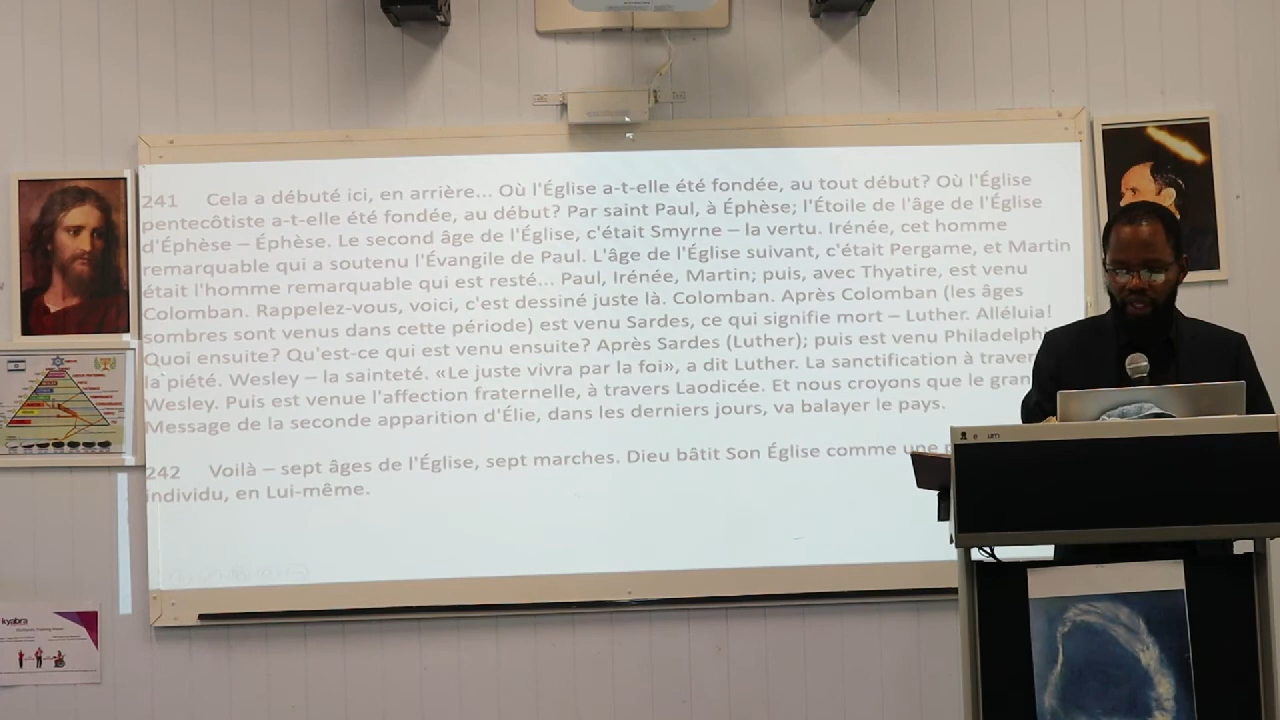 241 Cela a débuté ici, en arrière... Où l'Église a-t-elle été fondée, au tout début? Où l'Église
pentecôtiste a-t-elle été fondée, au début? Par saint Paul, à Éphèse; l'Étoile de l'âge de l'Église
d'Éphèse – Éphèse. Le second âge de l'Église, c'était Smyrne – la vertu. Irénée, cet homme
remarquable qui a soutenu l'Évangile de Paul. L'âge de l'Église suivant, c'était Pergame, et Martin
était l'homme remarquable qui est resté... Paul, Irénée, Martin; puis, avec Thyatire, est venu
Colomban. Rappelez-vous, voici, c'est dessiné juste là. Colomban. Après Colomban (les âges
sombres sont venus dans cette période) est venu Sardes, ce qui signifie mort – Luther. Alléluia!
Quoi ensuite? Qu'est-ce qui est venu ensuite? Après Sardes (Luther); puis est venu Philadelphi
la piété. Wesley – la sainteté. «Le juste vivra par la foi», a dit Luther. La sanctification à traver
Wesley. Puis est venue l'affection fraternelle, à travers Laodicée. Et nous croyons que le gran
Message de la seconde apparition d'Élie, dans les derniers jours, va balayer le pays.
242 Voilà – sept âges de l'Église, sept marches. Dieu bâtit Son Église comme une
individu, en Lui-même.
kyabra